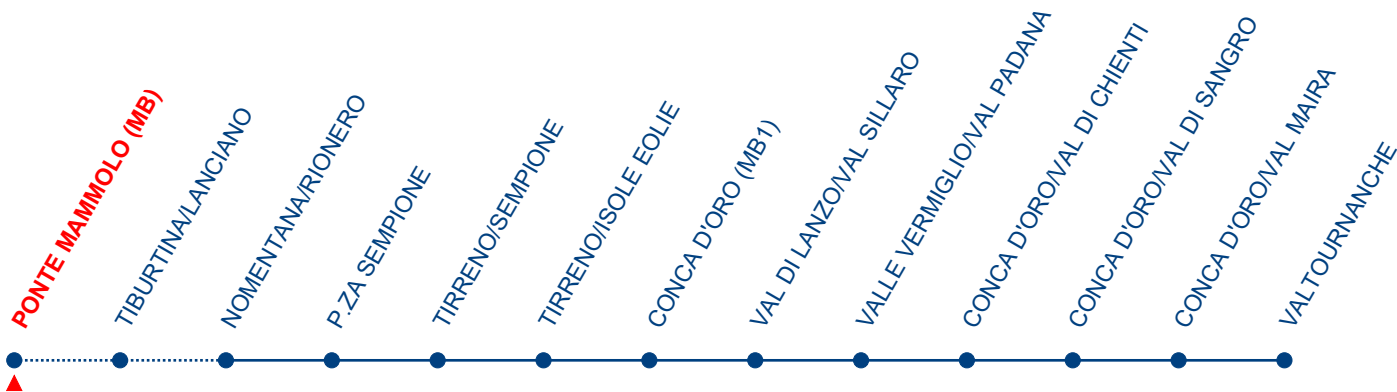 PONTE MAMMOLO (MB)
TIBURTINA/LANCIANO
NOMENTANA/RIONERO
P.ZA SEMPIONE
TIRRENO/SEMPIONE
TIRRENO/ISOLE EOLIE
CONCA D'ORO (MB1)
VAL DI LANZO/VAL SILLARO
VALLE VERMIGLIO/VAL PADANA
CONCA D'ORO/VAL DI CHIENTI
CONCA D'ORO/VAL DI SANGRO
CONCA D'ORO/VAL MAIRA
VALTOURNANCHE